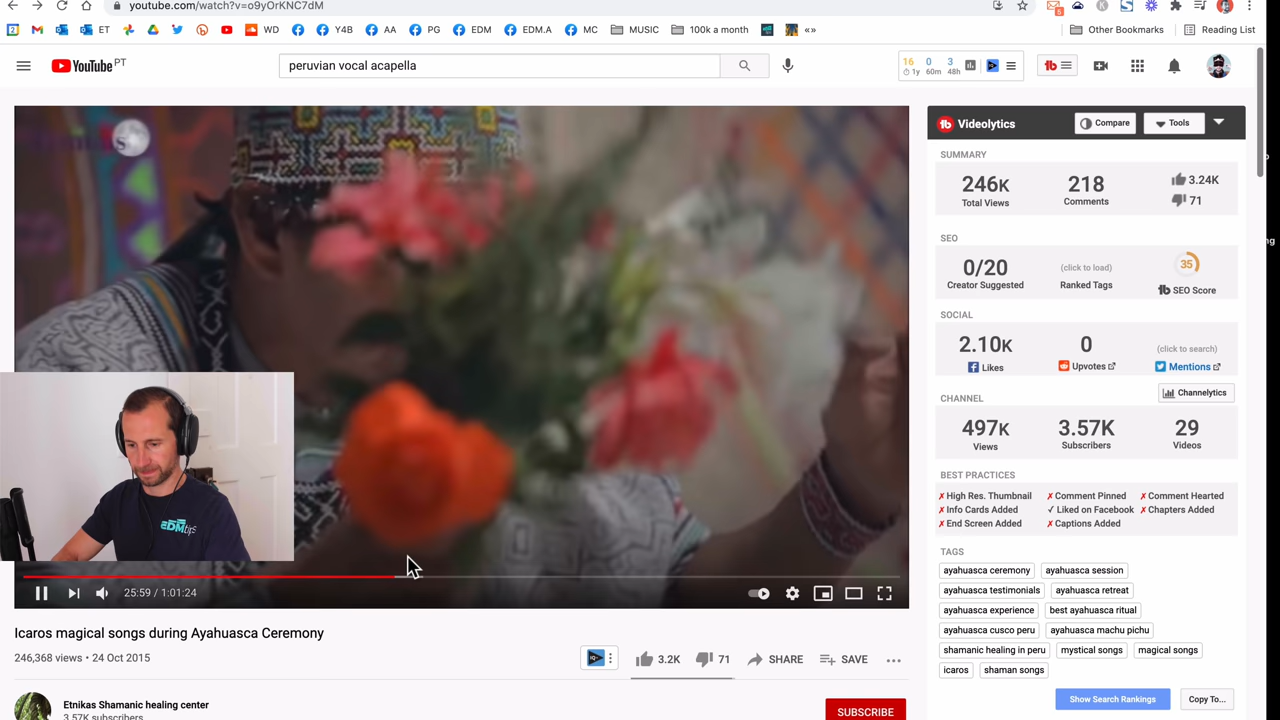 youtube.com/watch?v=o9yOrKNC7dM
5
ET
WD
Y4B
AA
PG
EDM
EDM.A
MC
MUSIC
100k a month
Other Bookmarks
Reading List
YouTube PT
peruvian vocal acapella
16 0 3
1y 60m 48h
tb
tb Videolytics
Compare
Tools
SUMMARY
246K
Total Views
218
Comments
3.24K
71
SEO
0/20
Creator Suggested
(click to load)
Ranked Tags
35
tb SEO Score
SOCIAL
2.10K
Likes
0
Upvotes
(click to search)
Mentions
Channelytics
CHANNEL
497K
Views
3.57K
Subscribers
29
Videos
BEST PRACTICES
✗ High Res. Thumbnail ✗ Comment Pinned ✗ Comment Hearted
✗ Info Cards Added ✓ Liked on Facebook ✗ Chapters Added
✗ End Screen Added ✗ Captions Added
TAGS
ayahuasca ceremony ayahuasca session
ayahuasca testimonials ayahuasca retreat
ayahuasca experience best ayahuasca ritual
ayahuasca cusco peru ayahuasca machu pichu
shamanic healing in peru mystical songs magical songs
icaros shaman songs
Show Search Rankings
Copy To...
EDMtips
25:59 / 1:01:24
Icaros magical songs during Ayahuasca Ceremony
246,368 views • 24 Oct 2015
3.2K
71
SHARE
SAVE
Etnikas Shamanic healing center
3.57K subscribers
SUBSCRIBE